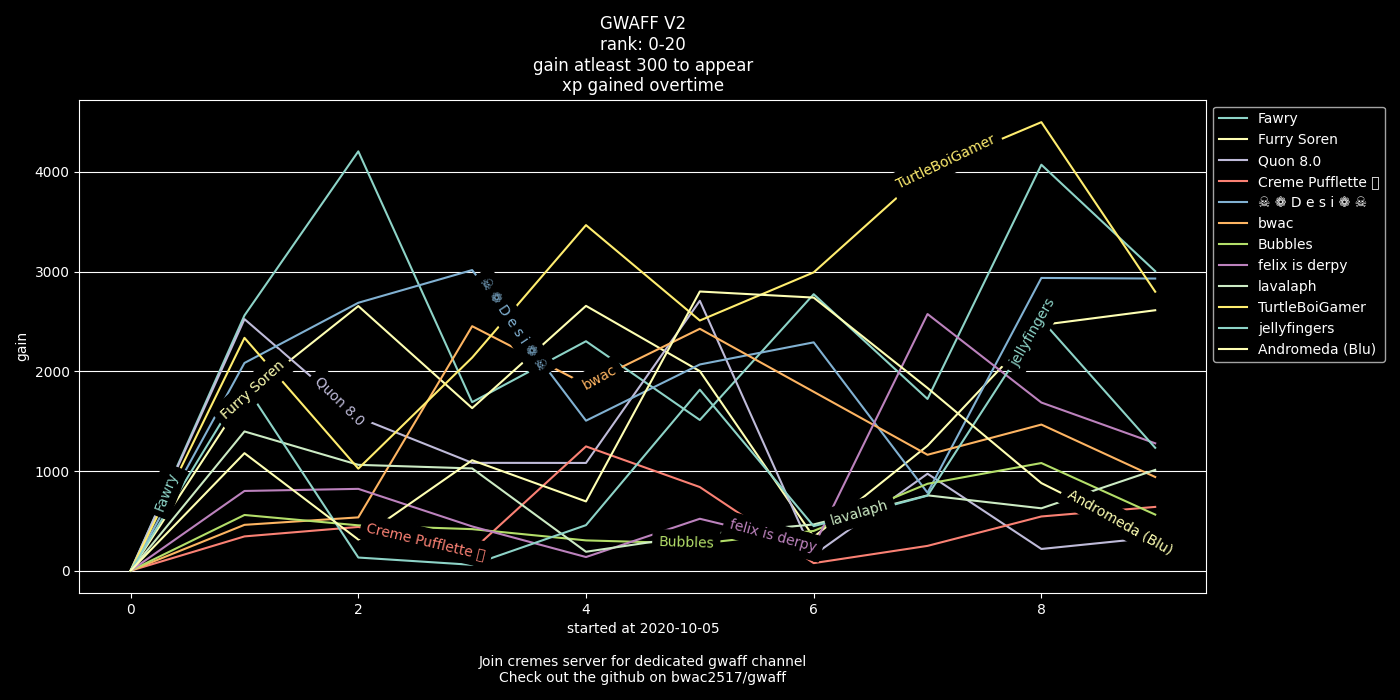 GWAFF V2
rank: 0-20
gain atleast 300 to appear
xp gained overtime
gain
4000
3000
2000
1000
0
0
2
4
6
8
Fawry
Furry Soren
Quon 8.0
Creme Pufflette
☠ ❁ D e s i ❁ ☠
bwac
Bubbles
felix is derpy
lavalaph
TurtleBoiGamer
jellyfingers
Andromeda (Blu)
Fawry
Furry Soren
Quon 8.0
Creme Pufflette
☠ ❁ D e s i ❁ ☠
bwac
Bubbles
felix is derpy
lavalaph
TurtleBoiGamer
jellyfingers
Andromeda (Blu)
started at 2020-10-05
Join cremes server for dedicated gwaff channel
Check out the github on bwac2517/gwaff